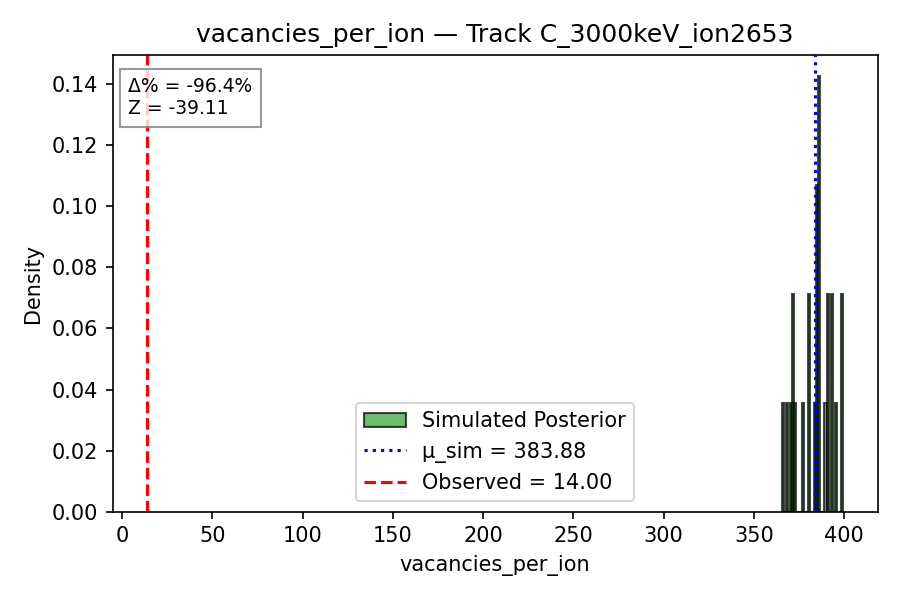 vacancies_per_ion — Track C_3000keV_ion2653
Δ% = -96.4%
Z = -39.11
0.14
0.12
0.10
0.08
0.06
0.04
0.02
0.00
Density
Simulated Posterior
μ_sim = 383.88
Observed = 14.00
0 50 100 150 200 250 300 350 400
vacancies_per_ion